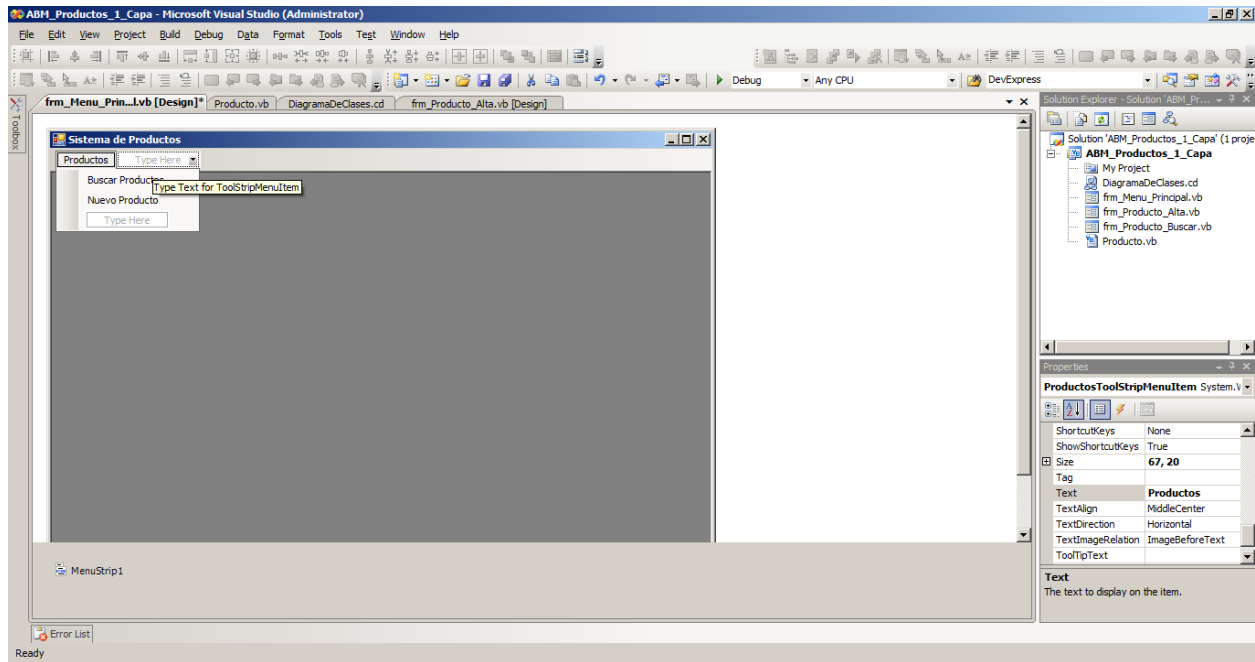 ABM_Productos_1_Capa - Microsoft Visual Studio (Administrator)
File Edit View Project Build Debug Data Format Tools Test Window Help
Debug Any CPU DevExpress
frm_Menu_Prin...l.vb [Design]* Producto.vb DiagramaDeClases.cd frm_Producto_Alta.vb [Design]
Toolbox
Sistema de Productos
Productos Type Here
Buscar Producto
Type Text for ToolStripMenuItem
Nuevo Producto
Type Here
MenuStrip1
Error List
Ready
Solution Explorer - Solution 'ABM_Pr...
Solution 'ABM_Productos_1_Capa' (1 proje
ABM_Productos_1_Capa
My Project
DiagramaDeClases.cd
frm_Menu_Principal.vb
frm_Producto_Alta.vb
frm_Producto_Buscar.vb
Producto.vb
Properties
ProductosToolStripMenuItem System.W
ShortcutKeys None
ShowShortcutKeys True
Size 67, 20
Tag
Text Productos
TextAlign MiddleCenter
TextDirection Horizontal
TextImageRelation ImageBeforeText
ToolTipText
Text
The text to display on the item.